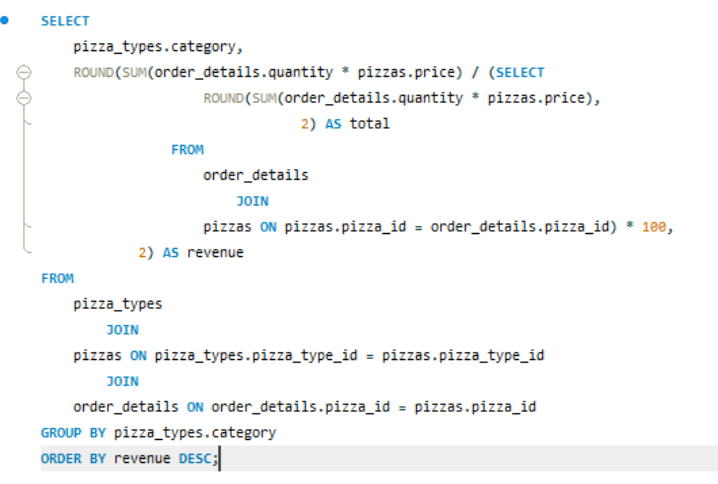 SELECT
pizza_types.category,
ROUND(SUM(order_details.quantity * pizzas.price) / (SELECT
ROUND(SUM(order_details.quantity * pizzas.price),
2) AS total
FROM
order_details
JOIN
pizzas ON pizzas.pizza_id = order_details.pizza_id) * 100,
2) AS revenue
FROM
pizza_types
JOIN
pizzas ON pizza_types.pizza_type_id = pizzas.pizza_type_id
JOIN
order_details ON order_details.pizza_id = pizzas.pizza_id
GROUP BY pizza_types.category
ORDER BY revenue DESC;